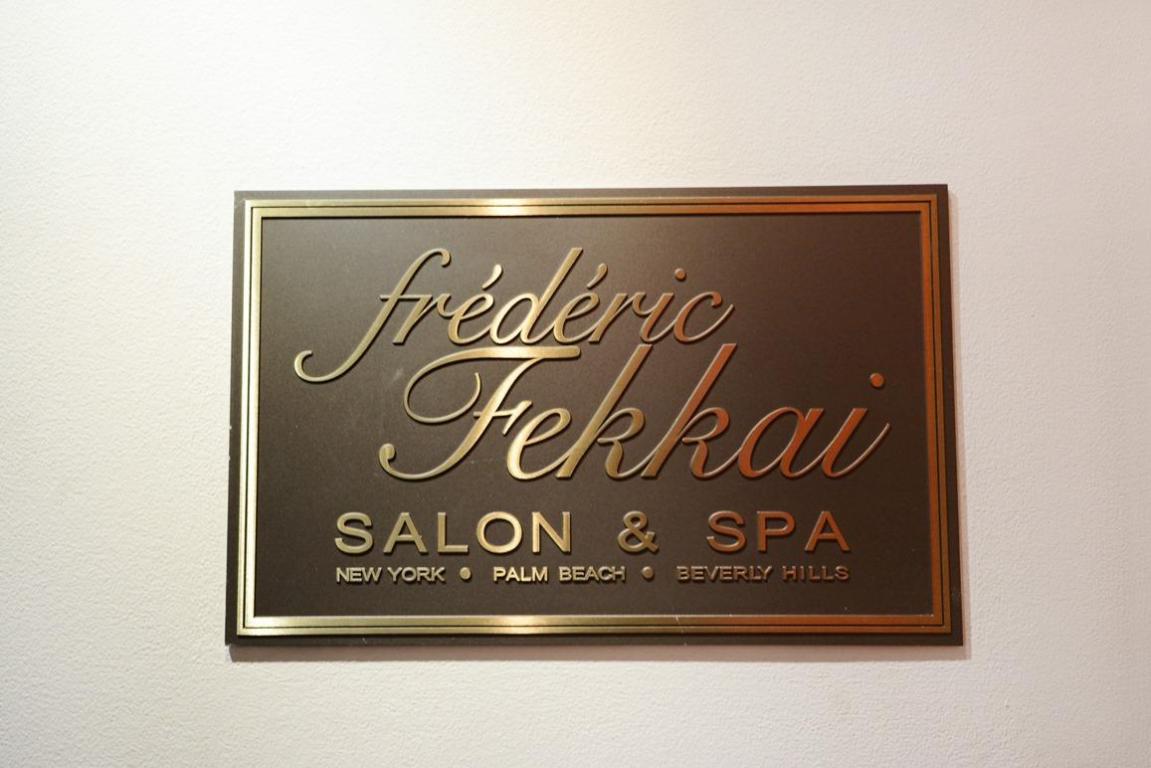 frédéric
Fekkai
SALON & SPA
NEW YORK • PALM BEACH • BEVERLY HILLS